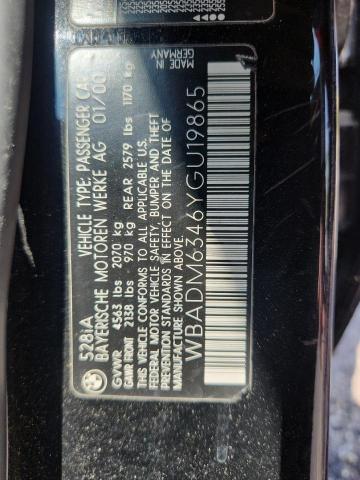 528iA VEHICLE TYPE: PASSENGER CAR
BAYERISCHE MOTOREN WERKE AG 01/00
GVWR 4563 lbs 2070 kg
GAWR FRONT 2138 lbs 970 kg REAR 2579 lbs 1170 kg
THIS VEHICLE CONFORMS TO ALL APPLICABLE U.S.
FEDERAL MOTOR VEHICLE SAFETY, BUMPER AND THEFT
PREVENTION STANDARDS IN EFFECT ON THE DATE OF
MANUFACTURE SHOWN ABOVE.
WBADM6346YGU19865
MADE IN
GERMANY